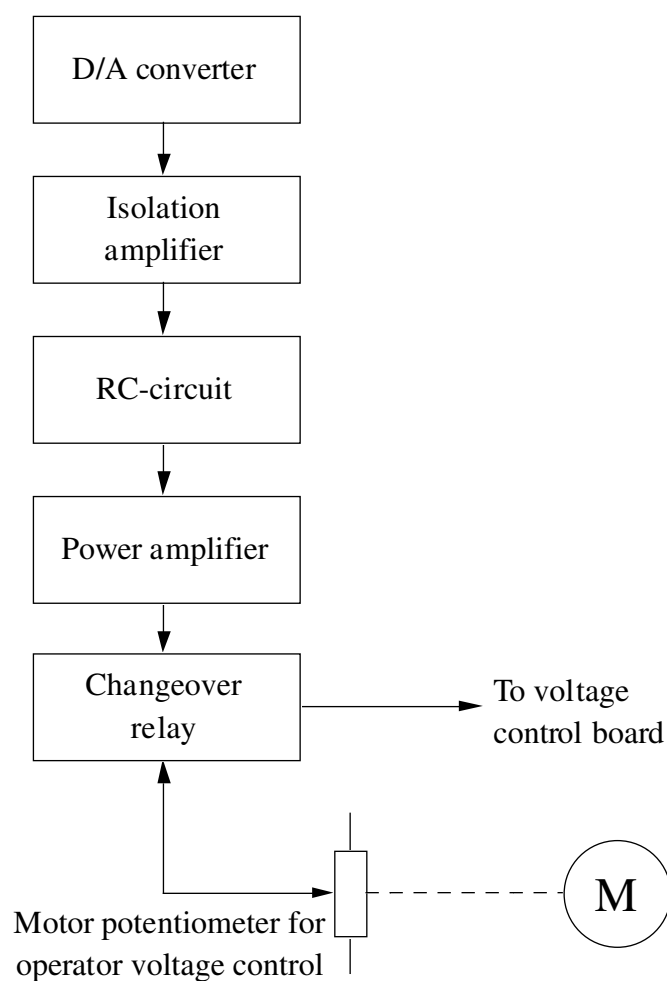 D/A converter
Isolation
amplifier
RC-circuit
Power amplifier
Changeover
relay
To voltage
control board
M
Motor potentiometer for
operator voltage control